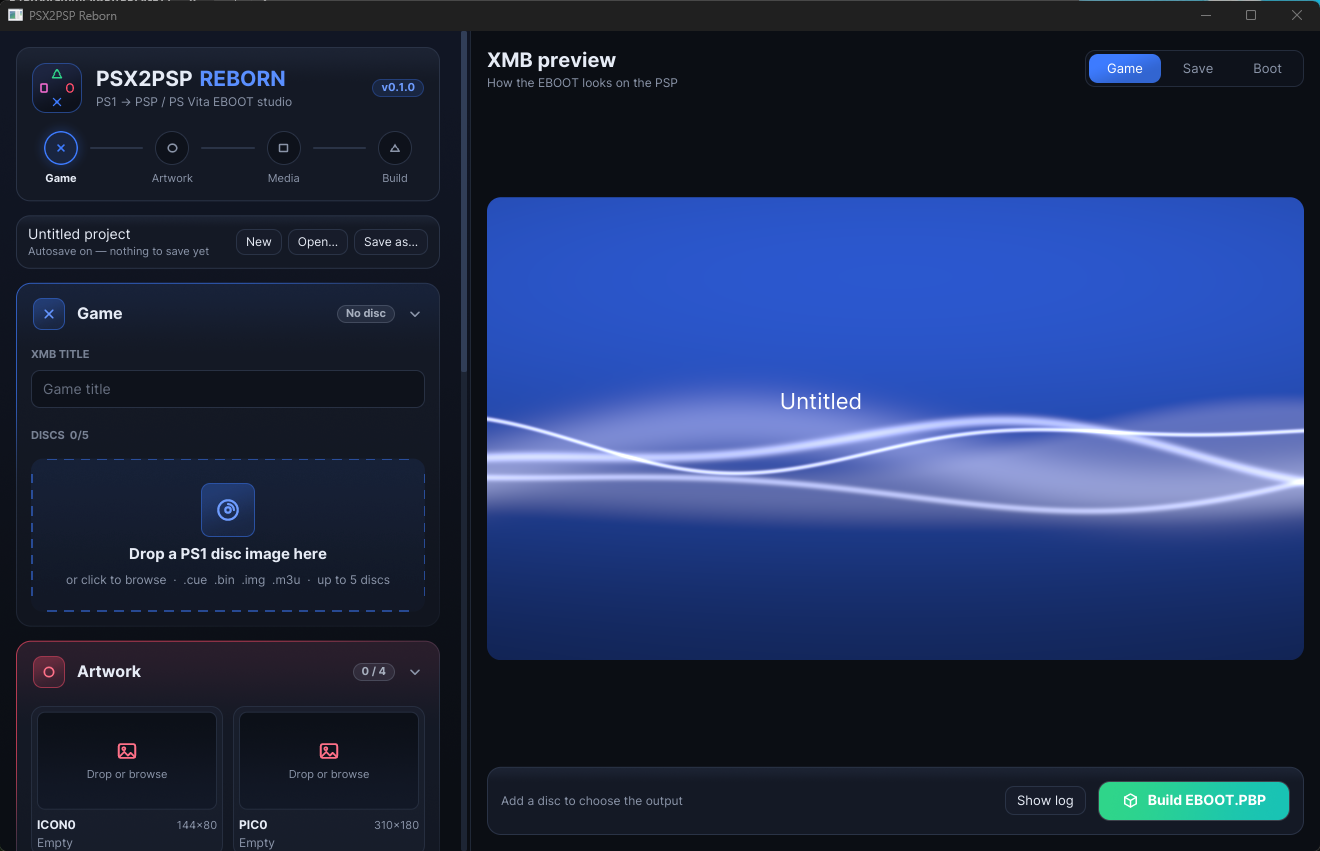 PSX2PSP Reborn
PSX2PSP REBORN
PS1 → PSP / PS Vita EBOOT studio
v0.1.0
Game
Artwork
Media
Build
Untitled project
Autosave on — nothing to save yet
New
Open...
Save as...
Game
No disc
XMB TITLE
Game title
DISCS 0/5
Drop a PS1 disc image here
or click to browse · .cue .bin .img .m3u · up to 5 discs
Artwork
0 / 4
Drop or browse
Drop or browse
ICON0
144×80
PIC0
310×180
Empty
Empty
XMB preview
How the EBOOT looks on the PSP
Game
Save
Boot
Untitled
Add a disc to choose the output
Show log
Build EBOOT.PBP